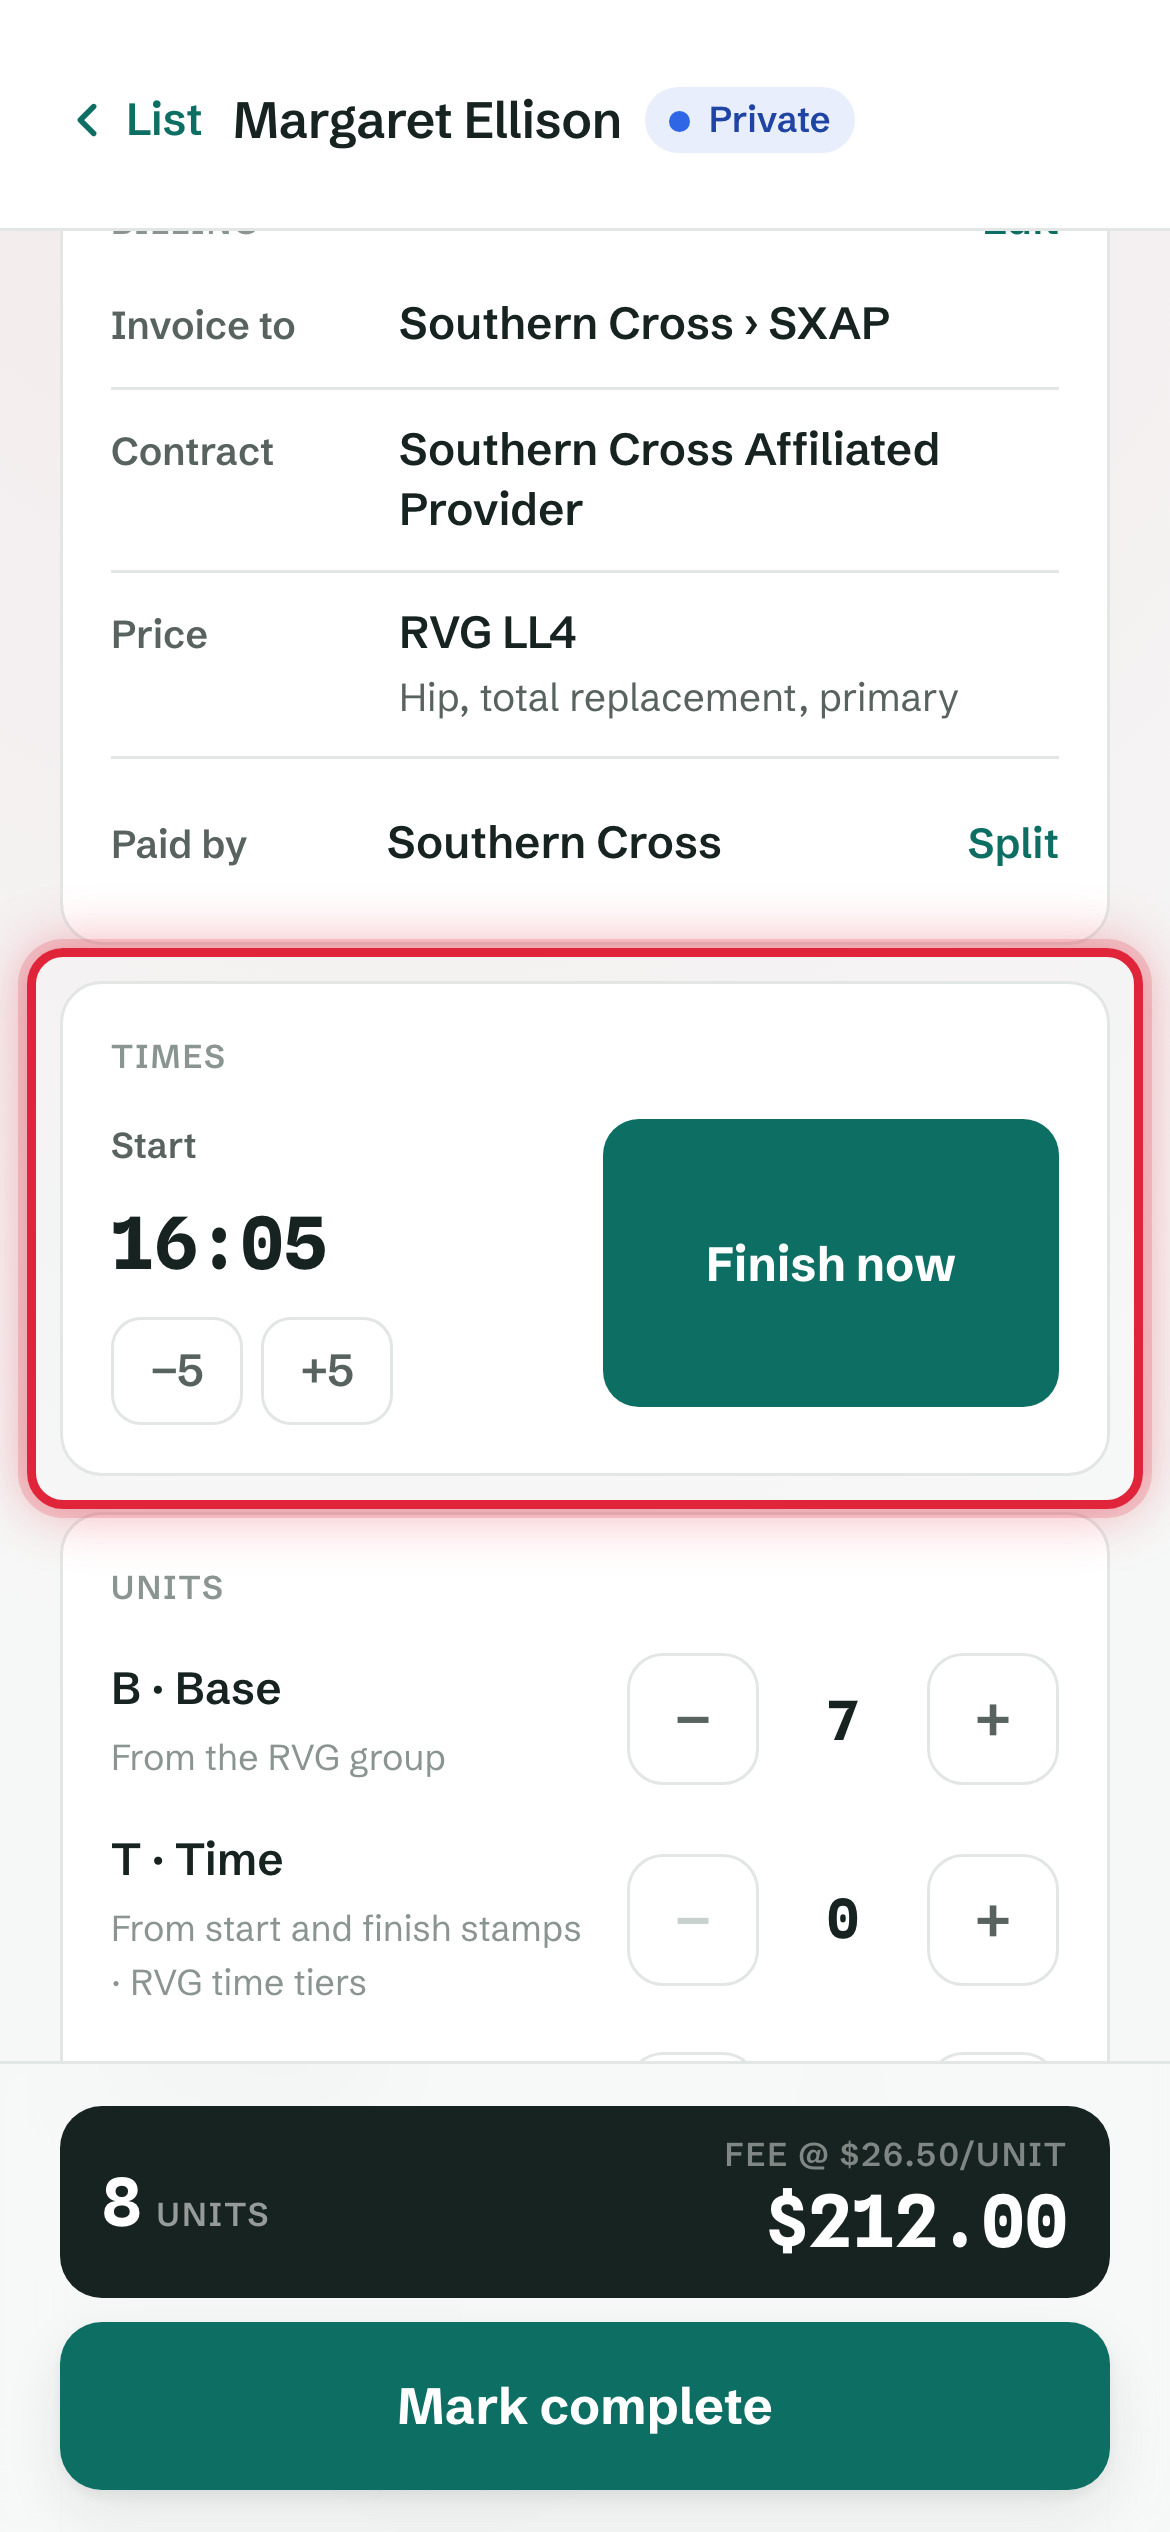 List Margaret Ellison Private
Invoice to Southern Cross › SXAP
Contract Southern Cross Affiliated
Provider
Price RVG LL4
Hip, total replacement, primary
Paid by Southern Cross Split
TIMES
Start
16:05
Finish now
−5 +5
UNITS
B · Base
From the RVG group
− 7 +
T · Time
From start and finish stamps
· RVG time tiers
− 0 +
FEE @ $26.50/UNIT
8 UNITS $212.00
Mark complete